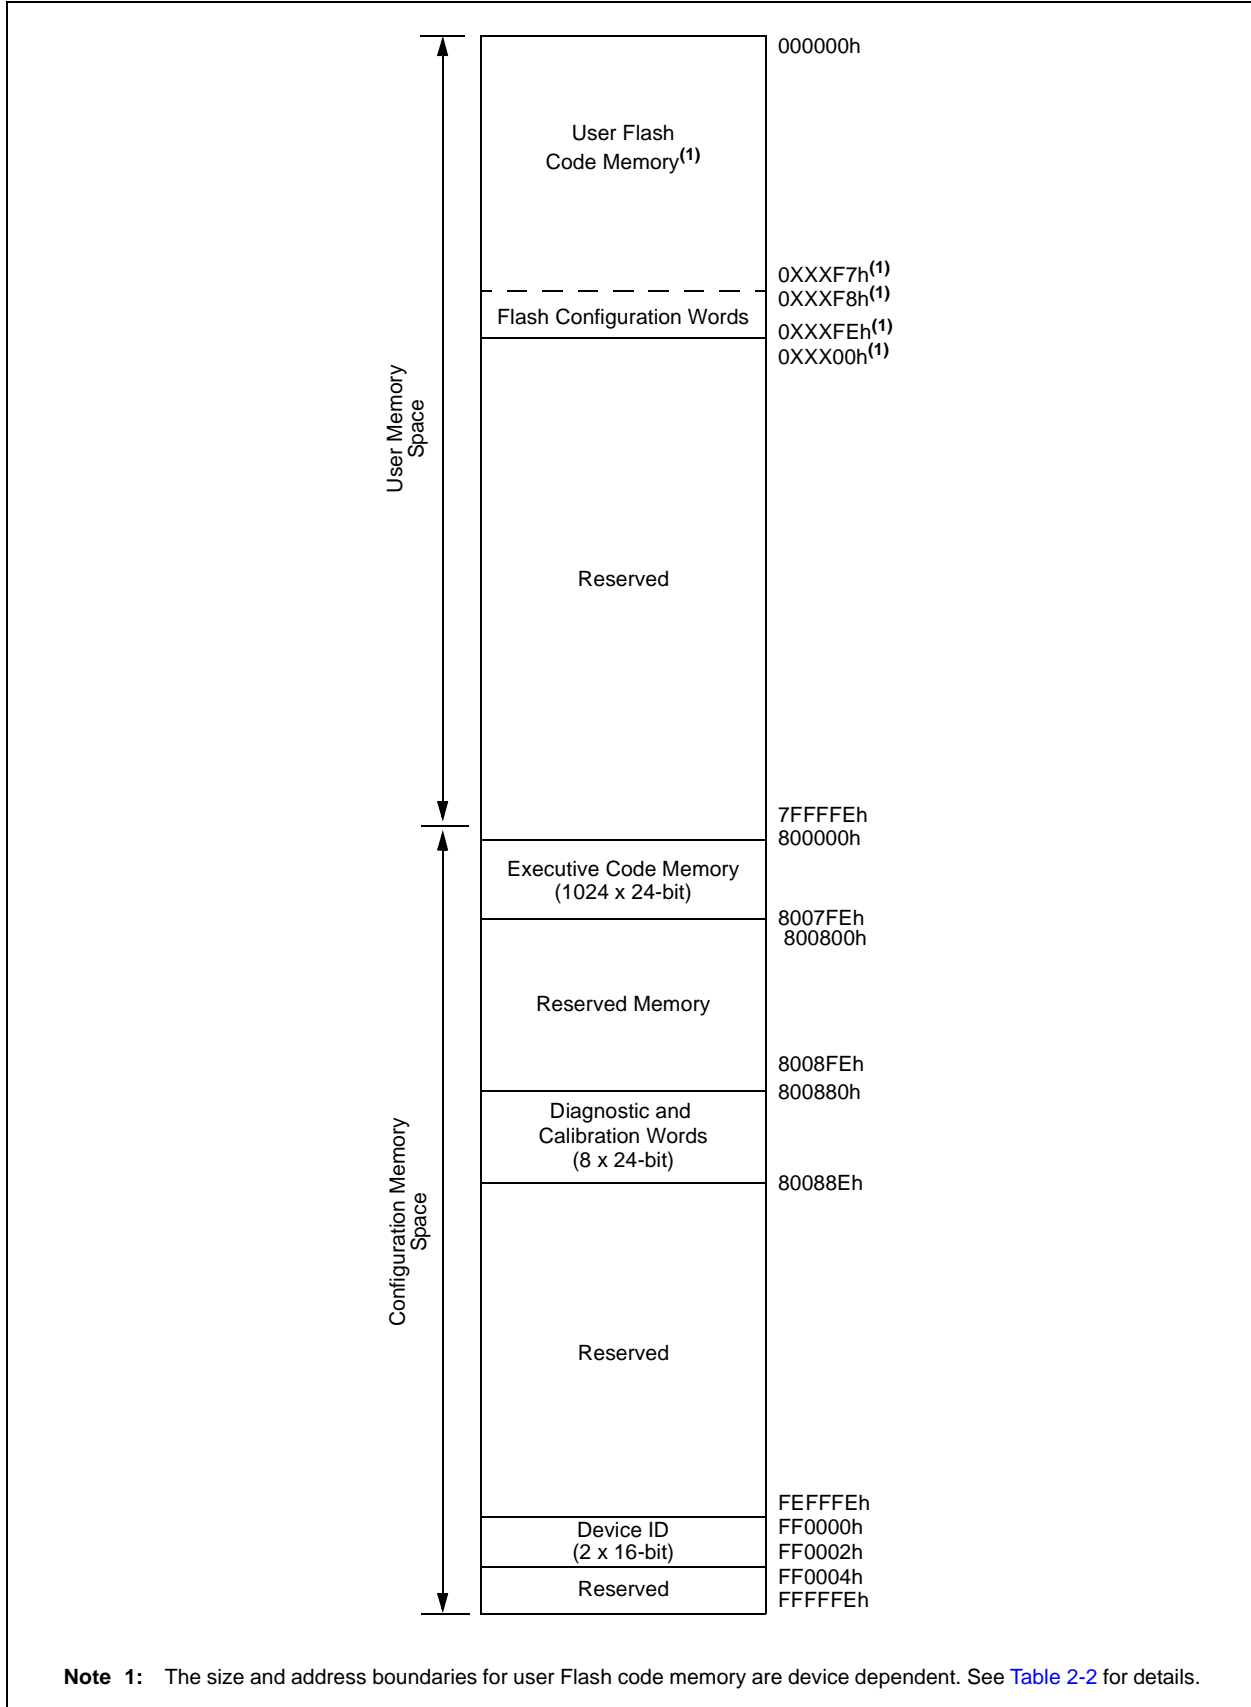 000000h
User Flash
Code Memory(1)
0XXXF7h(1)
0XXXF8h(1)
Flash Configuration Words
0XXXFEh(1)
0XXX00h(1)
User Memory
Space
Reserved
7FFFFEh
800000h
Executive Code Memory
(1024 x 24-bit)
8007FEh
800800h
Reserved Memory
8008FEh
800880h
Diagnostic and
Calibration Words
(8 x 24-bit)
80088Eh
Configuration Memory
Space
Reserved
FEFFFEh
Device ID
(2 x 16-bit)
FF0000h
FF0002h
FF0004h
Reserved
FFFFFEh
Note 1: The size and address boundaries for user Flash code memory are device dependent. See Table 2-2 for details.